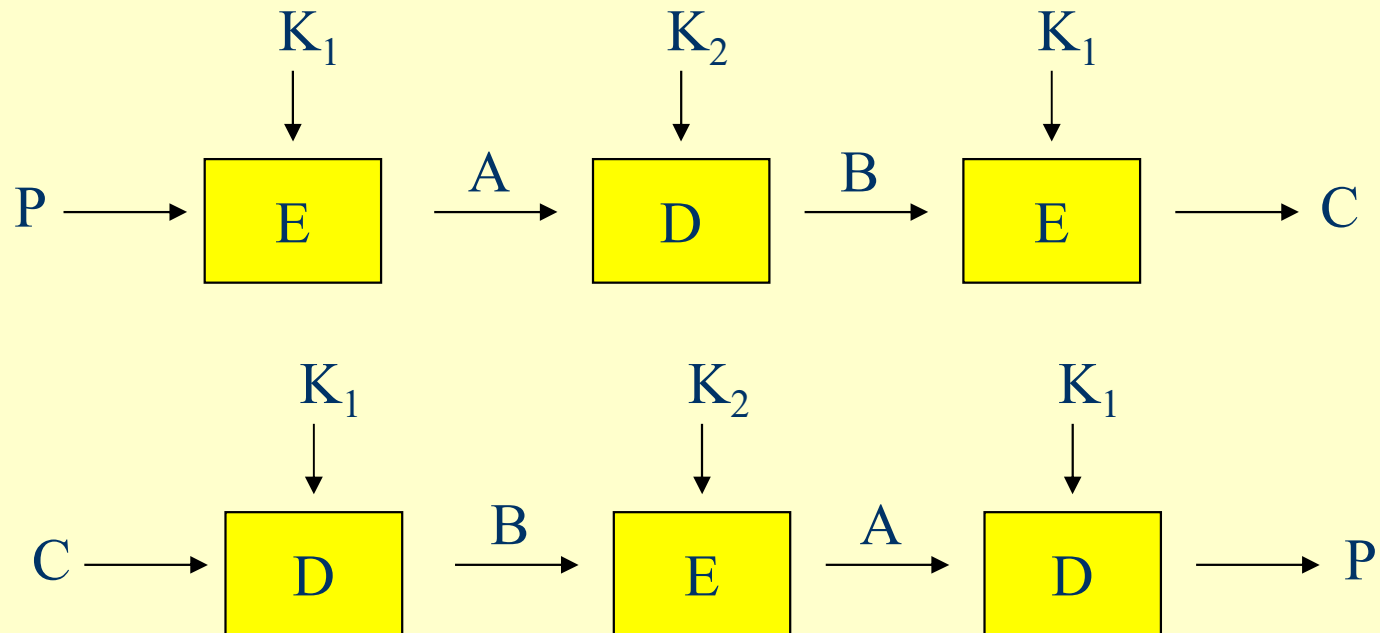 K₁ K₂ K₁
A B
P E D E C
K₁ K₂ K₁
B A
C D E D P